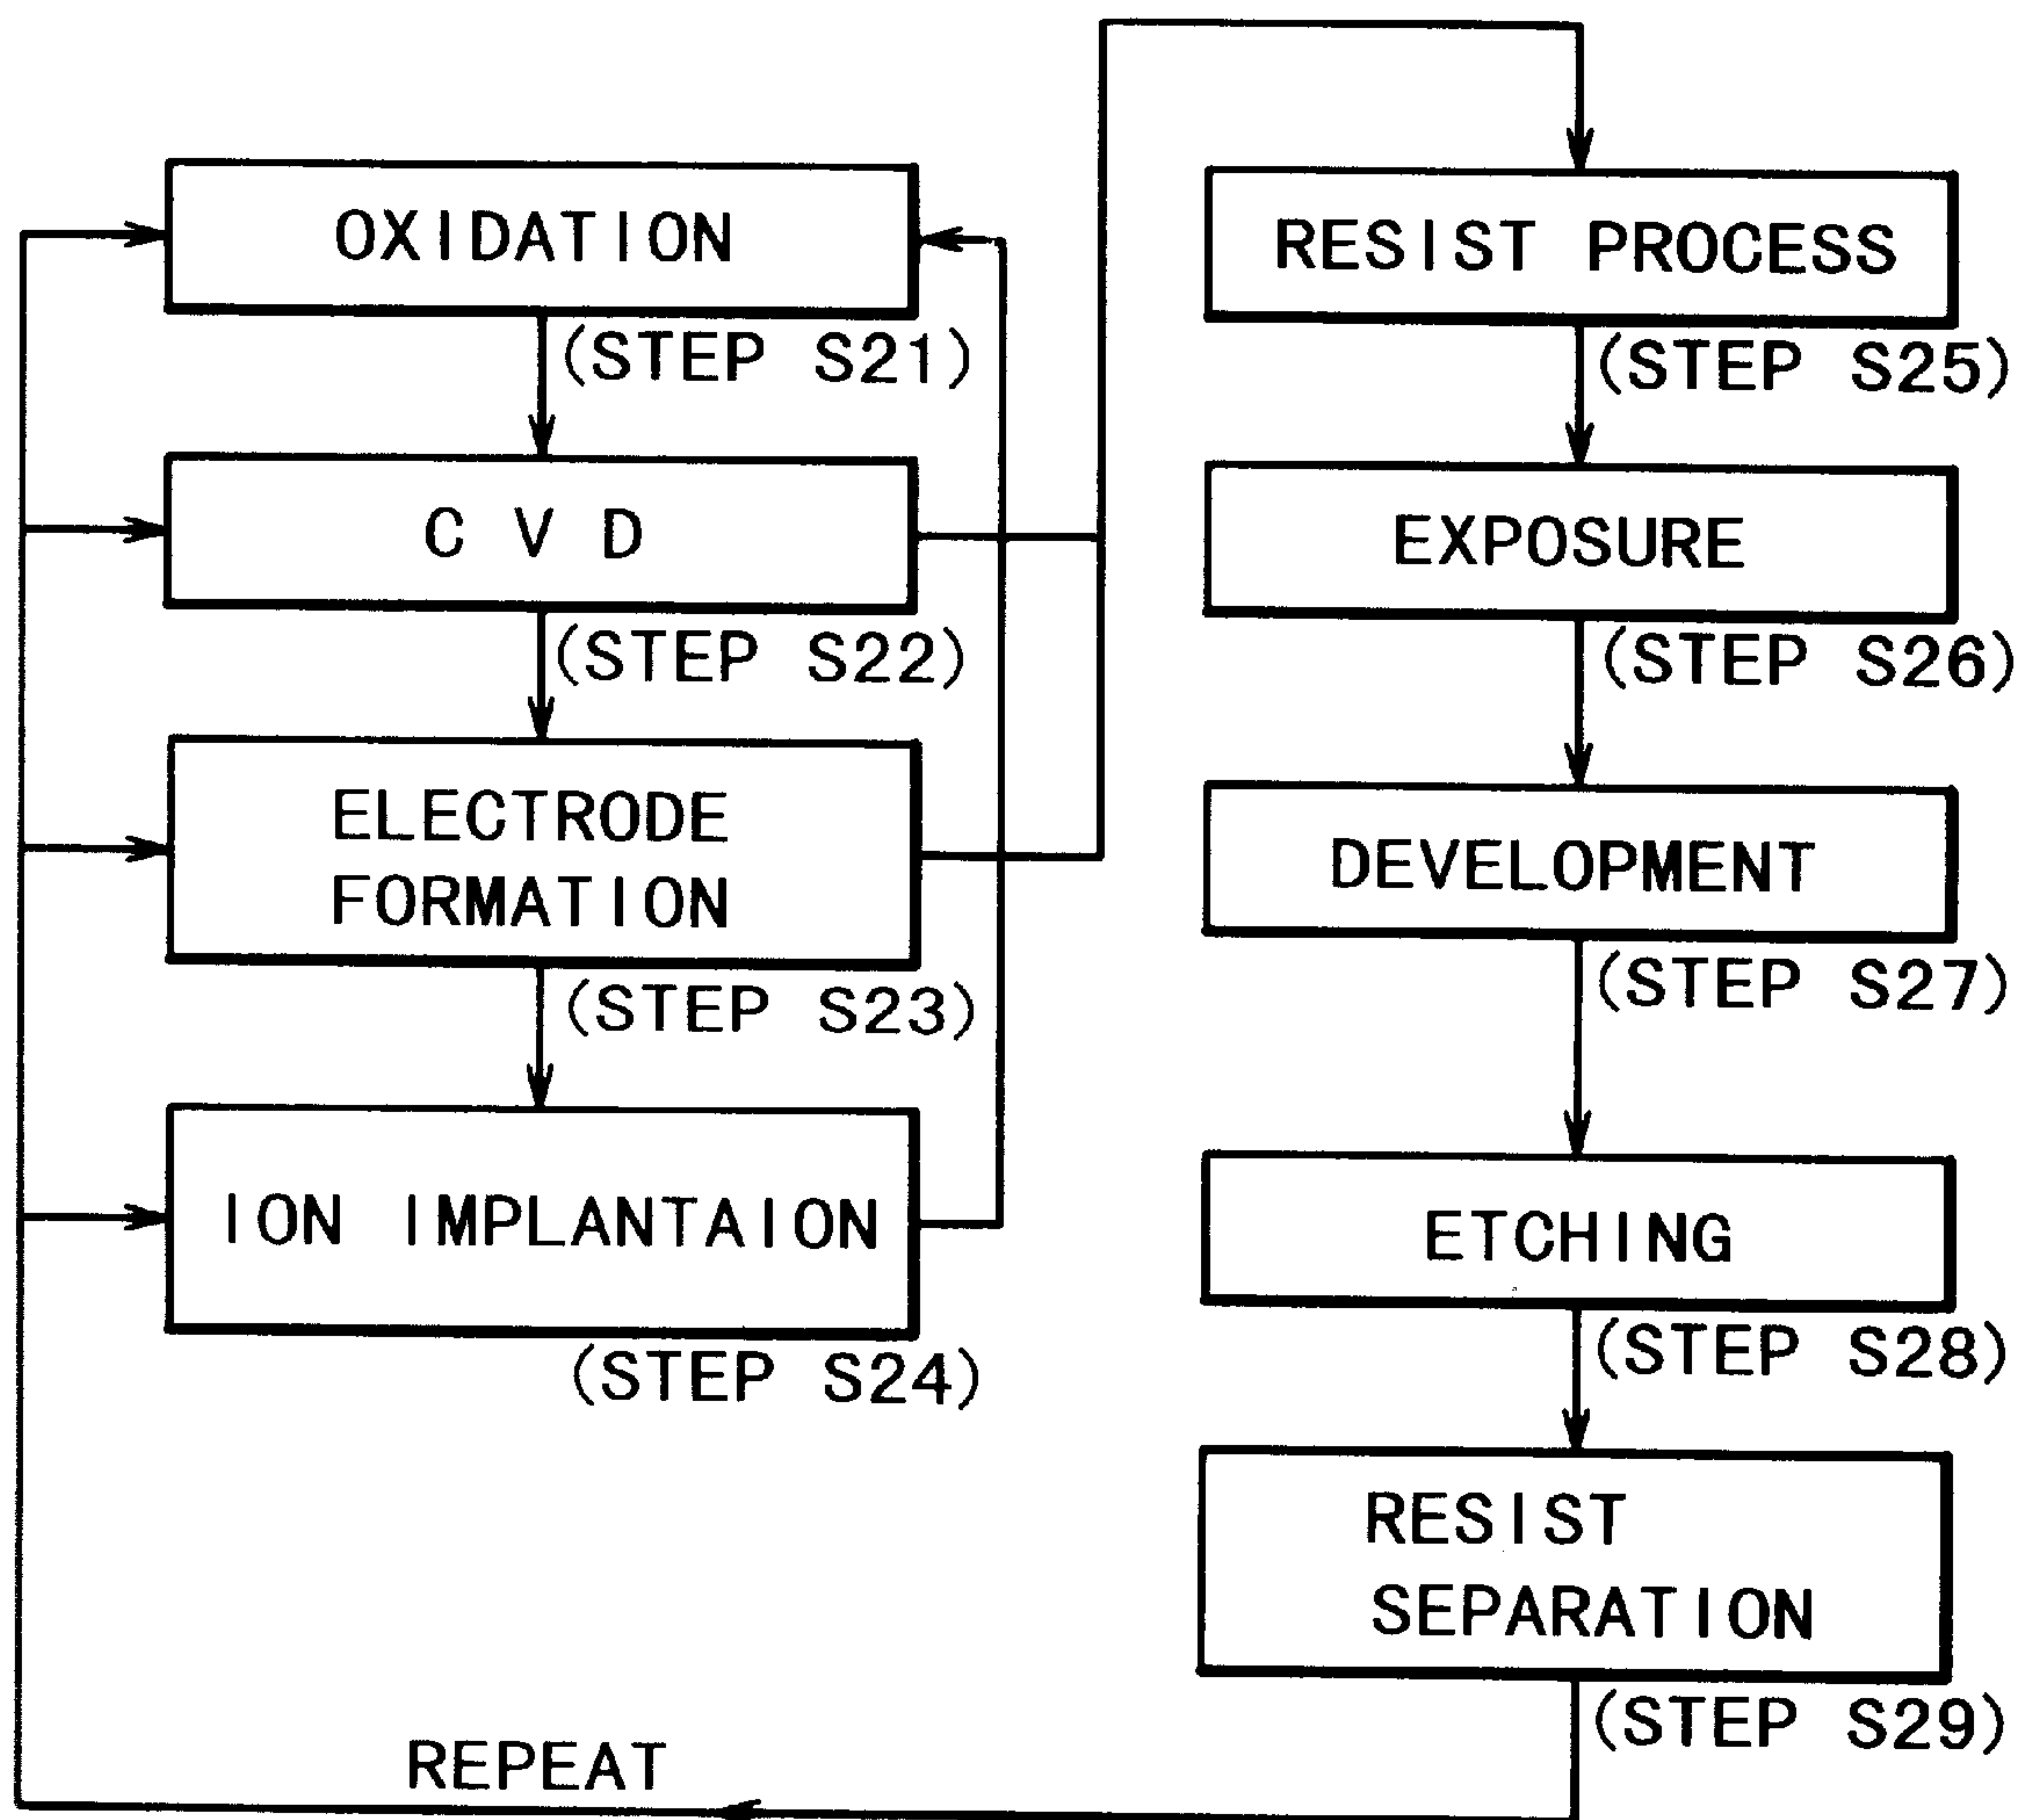 OXIDATION
(STEP S21)
C V D
(STEP S22)
ELECTRODE
FORMATION
(STEP S23)
ION IMPLANTAION
(STEP S24)
RESIST PROCESS
(STEP S25)
EXPOSURE
(STEP S26)
DEVELOPMENT
(STEP S27)
ETCHING
(STEP S28)
RESIST
SEPARATION
(STEP S29)
REPEAT